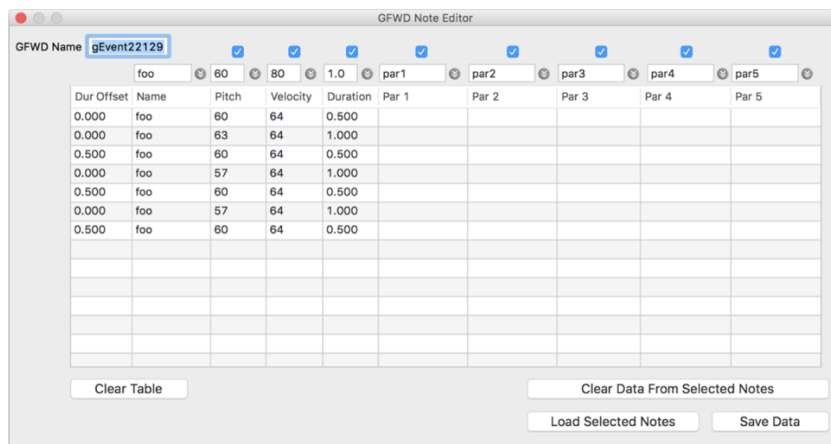 GFWD Note Editor
GFWD Name gEvent22129
foo 60 80 1.0 par1 par2 par3 par4 par5
Dur Offset Name Pitch Velocity Duration Par 1 Par 2 Par 3 Par 4 Par 5
0.000 foo 60 64 0.500
0.000 foo 63 64 1.000
0.500 foo 60 64 0.500
0.000 foo 57 64 1.000
0.500 foo 60 64 0.500
0.000 foo 57 64 1.000
0.500 foo 60 64 0.500
Clear Table Clear Data From Selected Notes
Load Selected Notes Save Data